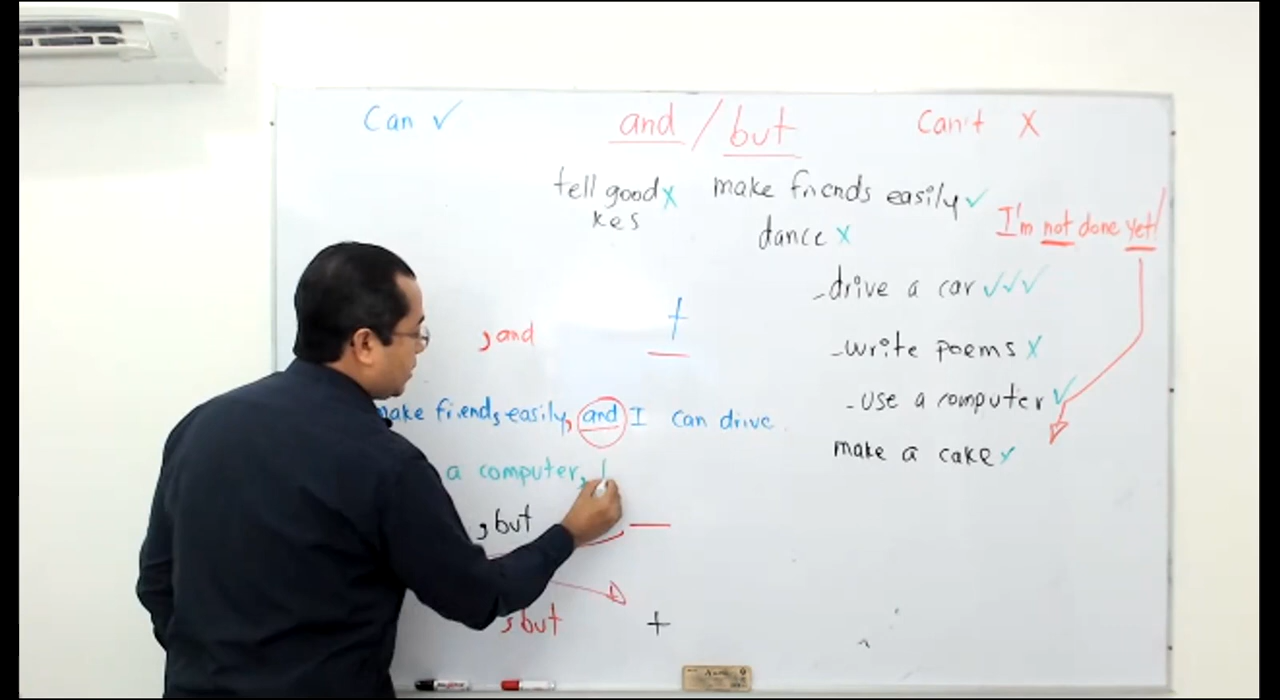 Can ✓ and / but Can't X
tell good X make friends easily ✓
kes dance X I'm not done yet!
-drive a car ✓✓✓
, and +
-write poems X
make friends easily, and I can drive
-use a computer ✓
make a cake X
a computer,
, but —
, but +